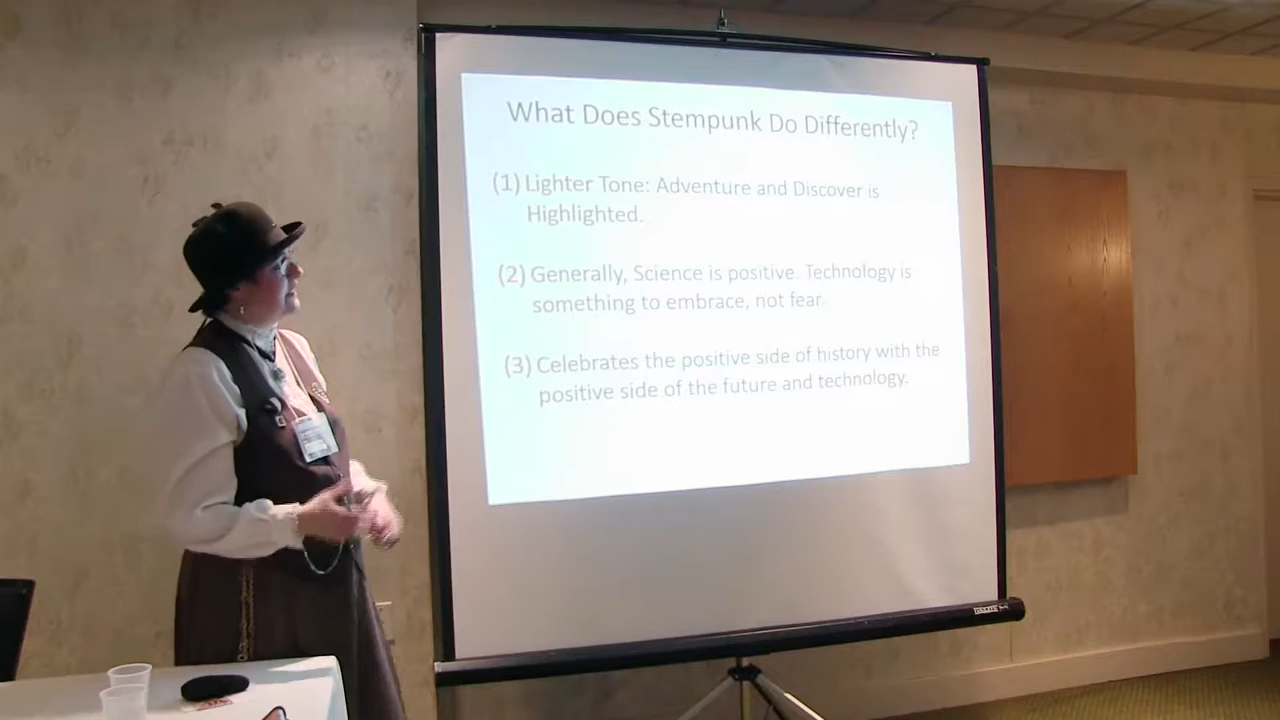 What Does Stempunk Do Differently?
(1) Lighter Tone: Adventure and Discover is
Highlighted.
(2) Generally, Science is positive. Technology is
something to embrace, not fear.
(3) Celebrates the positive side of history with the
positive side of the future and technology.